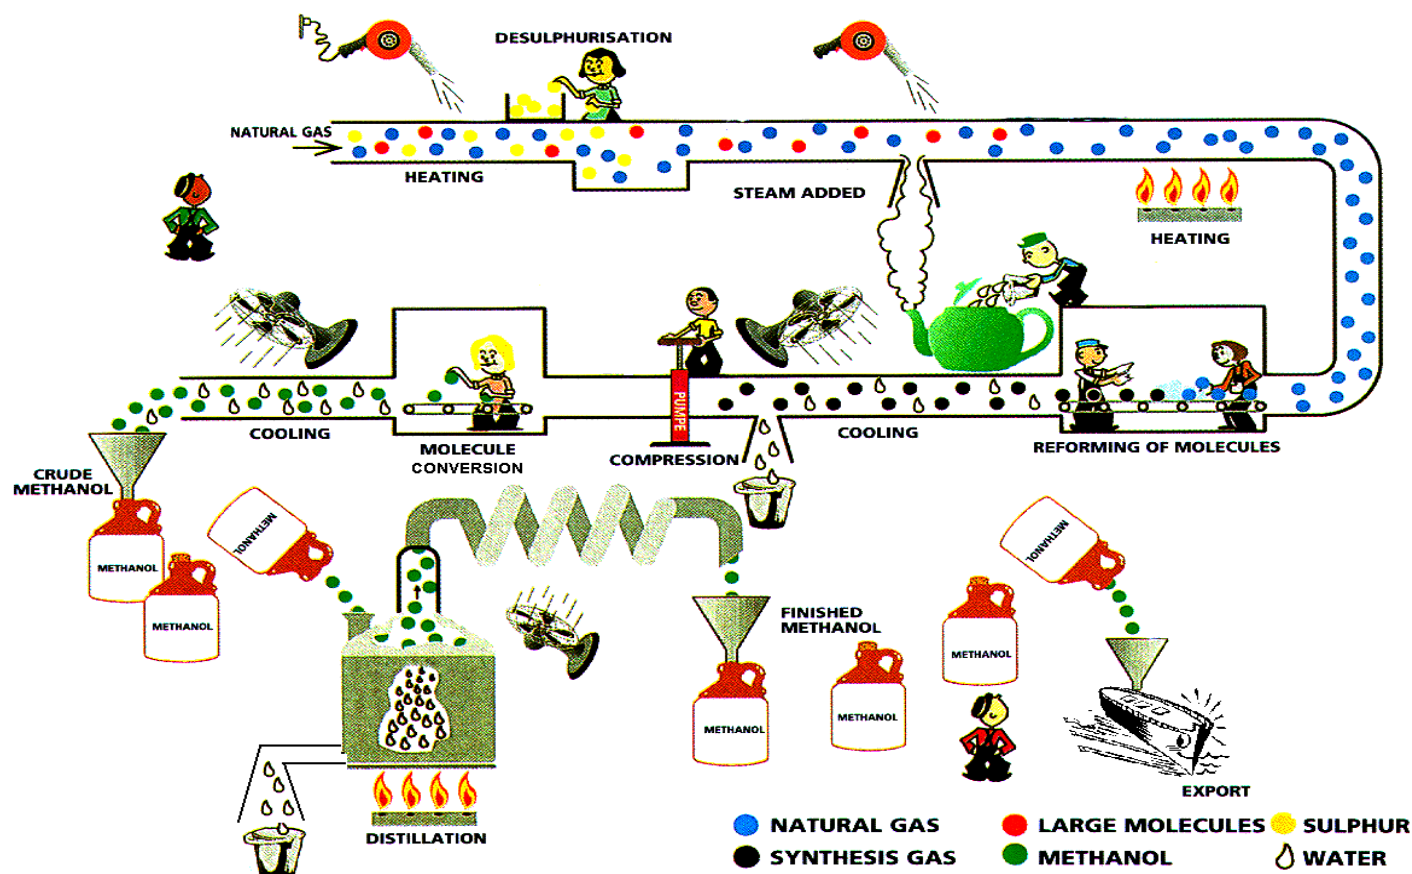 DESULPHURISATION
NATURAL GAS
HEATING
STEAM ADDED
HEATING
PUMPE
COOLING
MOLECULE
CONVERSION
COMPRESSION
COOLING
REFORMING OF MOLECULES
CRUDE
METHANOL
METHANOL
METHANOL
METHANOL
METHANOL
FINISHED
METHANOL
METHANOL
METHANOL
METHANOL
EXPORT
DISTILLATION
NATURAL GAS
LARGE MOLECULES
SULPHUR
SYNTHESIS GAS
METHANOL
WATER